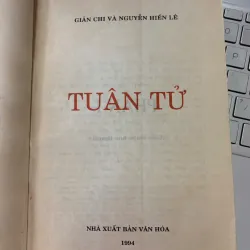 GIẢN CHI VÀ NGUYỄN HIẾN LÊ
TUÂN TỬ
NHÀ XUẤT BẢN VĂN HÓA
1994